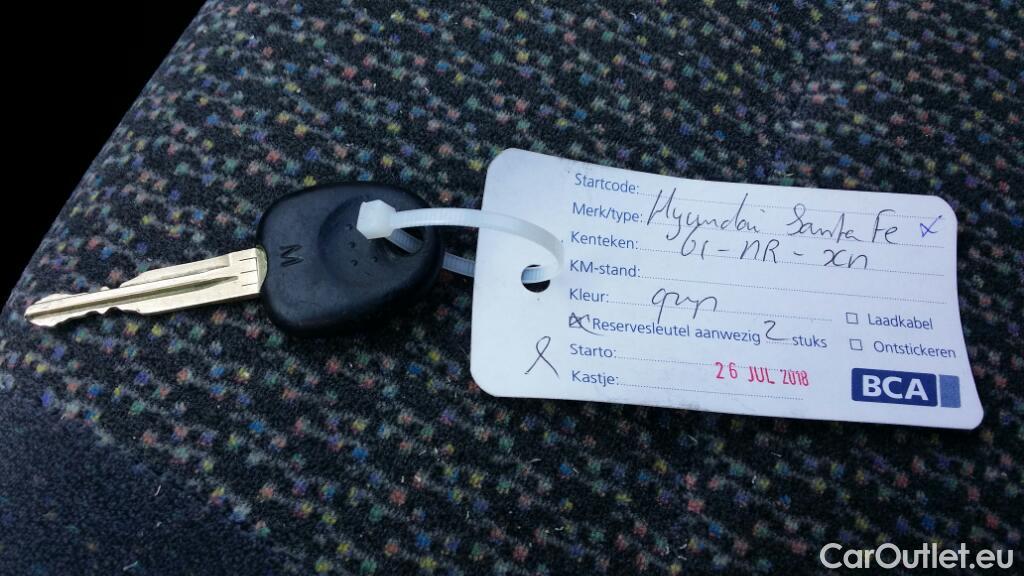 M
Startcode:
Merk/type: Hyundai Santa Fe x
Kenteken: 01-NR-XN
KM-stand:
Kleur: grijs
Laadkabel
Reservesleutel aanwezig 2 stuks
Ontstickeren
Starto:
26 JUL 2018
Kastje:
BCA
CarOutlet.eu